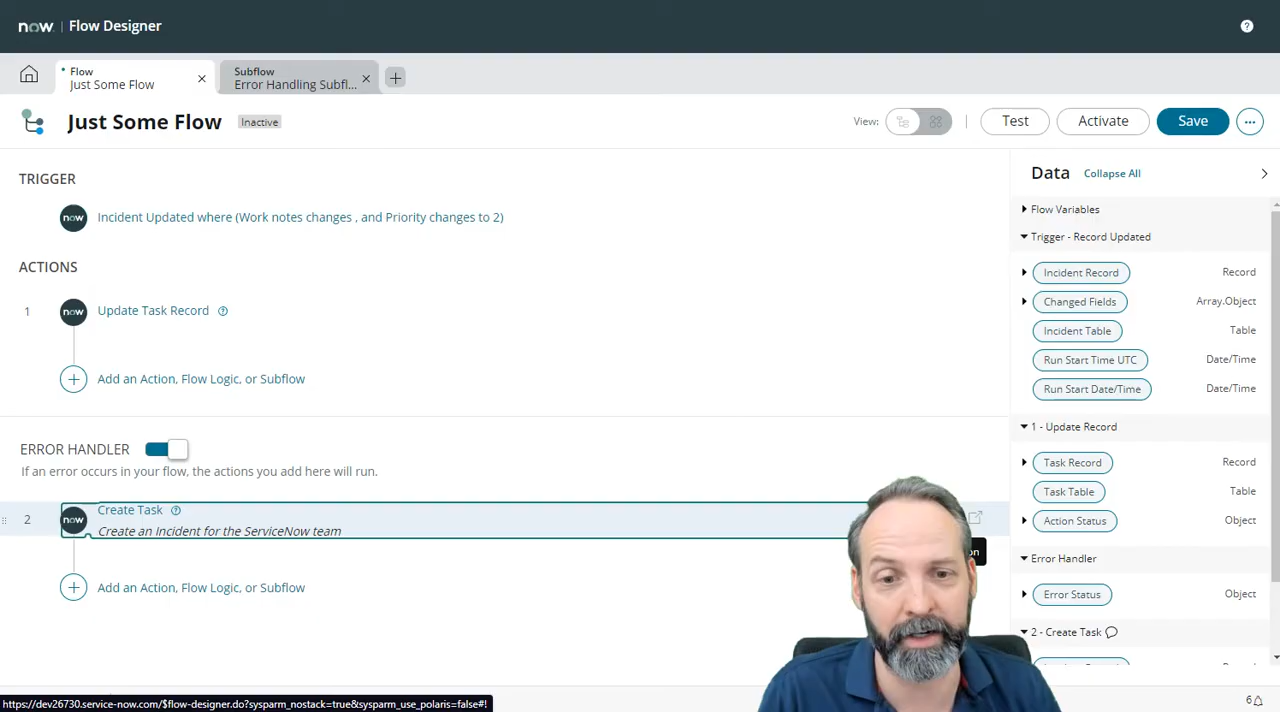 now. | Flow Designer
Flow
Just Some Flow
Subflow
Error Handling Subfl...
Just Some Flow
Inactive
View:
Test
Activate
Save
TRIGGER
now
Incident Updated where (Work notes changes , and Priority changes to 2)
ACTIONS
1
now
Update Task Record
Add an Action, Flow Logic, or Subflow
ERROR HANDLER
If an error occurs in your flow, the actions you add here will run.
2
now
Create Task
Create an Incident for the ServiceNow team
Add an Action, Flow Logic, or Subflow
Data
Collapse All
Flow Variables
Trigger - Record Updated
Incident Record Record
Changed Fields Array.Object
Incident Table Table
Run Start Time UTC Date/Time
Run Start Date/Time Date/Time
1 - Update Record
Task Record Record
Task Table Table
Action Status Object
Error Handler
Error Status Object
2 - Create Task
https://dev26730.service-now.com/$flow-designer.do?sysparm_nostack=true&sysparm_use_polaris=false#!
6